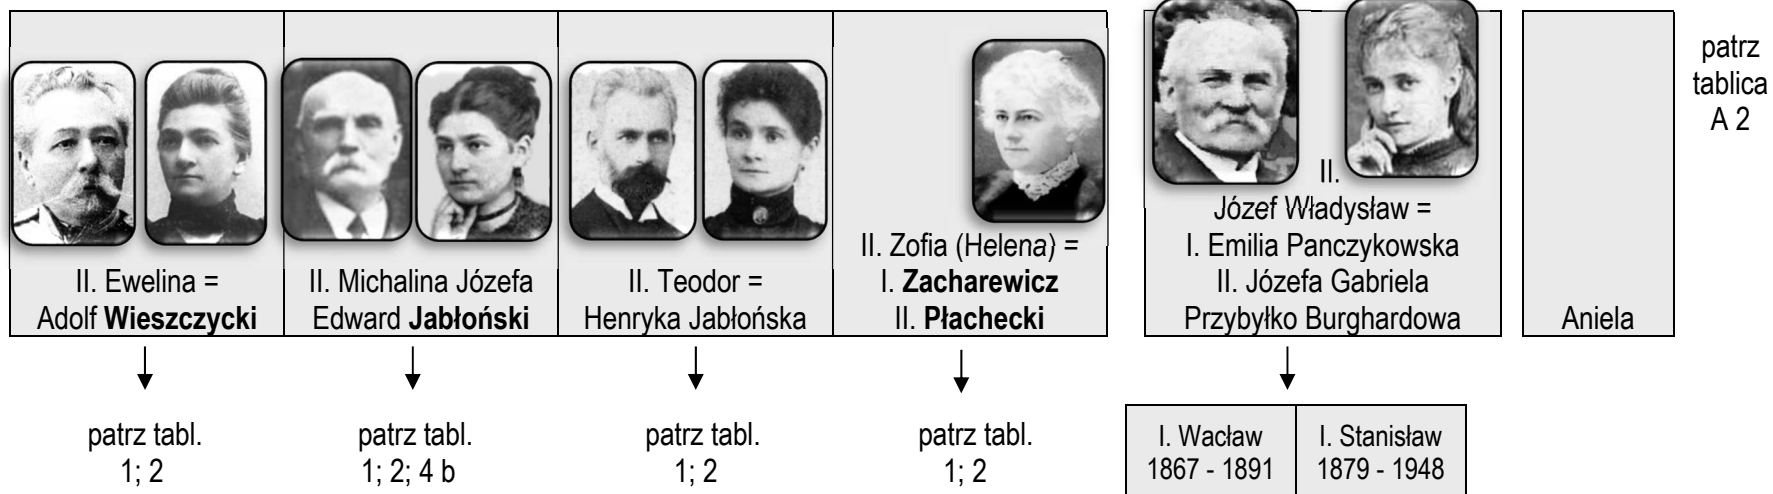 II. Ewelina =
Adolf Wieszczycki
II. Michalina Józefa
Edward Jabłoński
II. Teodor =
Henryka Jabłońska
II. Zofia (Helena) =
I. Zacharewicz
II. Płachecki
II.
Józef Władysław =
I. Emilia Panczykowska
II. Józefa Gabriela
Przybyłko Burghardowa
Aniela
patrz
tablica
A 2
patrz tabl.
1; 2
patrz tabl.
1; 2; 4 b
patrz tabl.
1; 2
patrz tabl.
1; 2
I. Wacław
1867 - 1891
I. Stanisław
1879 - 1948